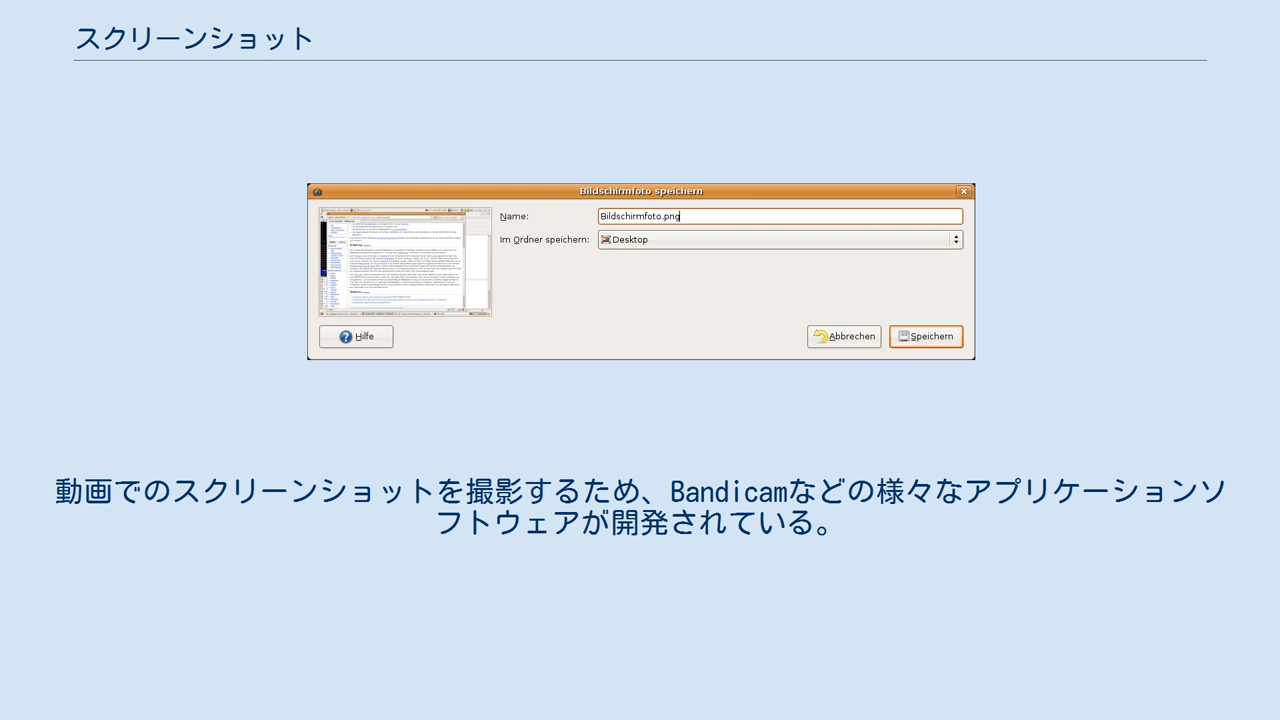 スクリーンショット
Bildschirmfoto speichern
Name: Bildschirmfoto.png
Im Ordner speichern: Desktop
Hilfe Abbrechen Speichern
動画でのスクリーンショットを撮影するため、Bandicamなどの様々なアプリケーションソ
フトウェアが開発されている。